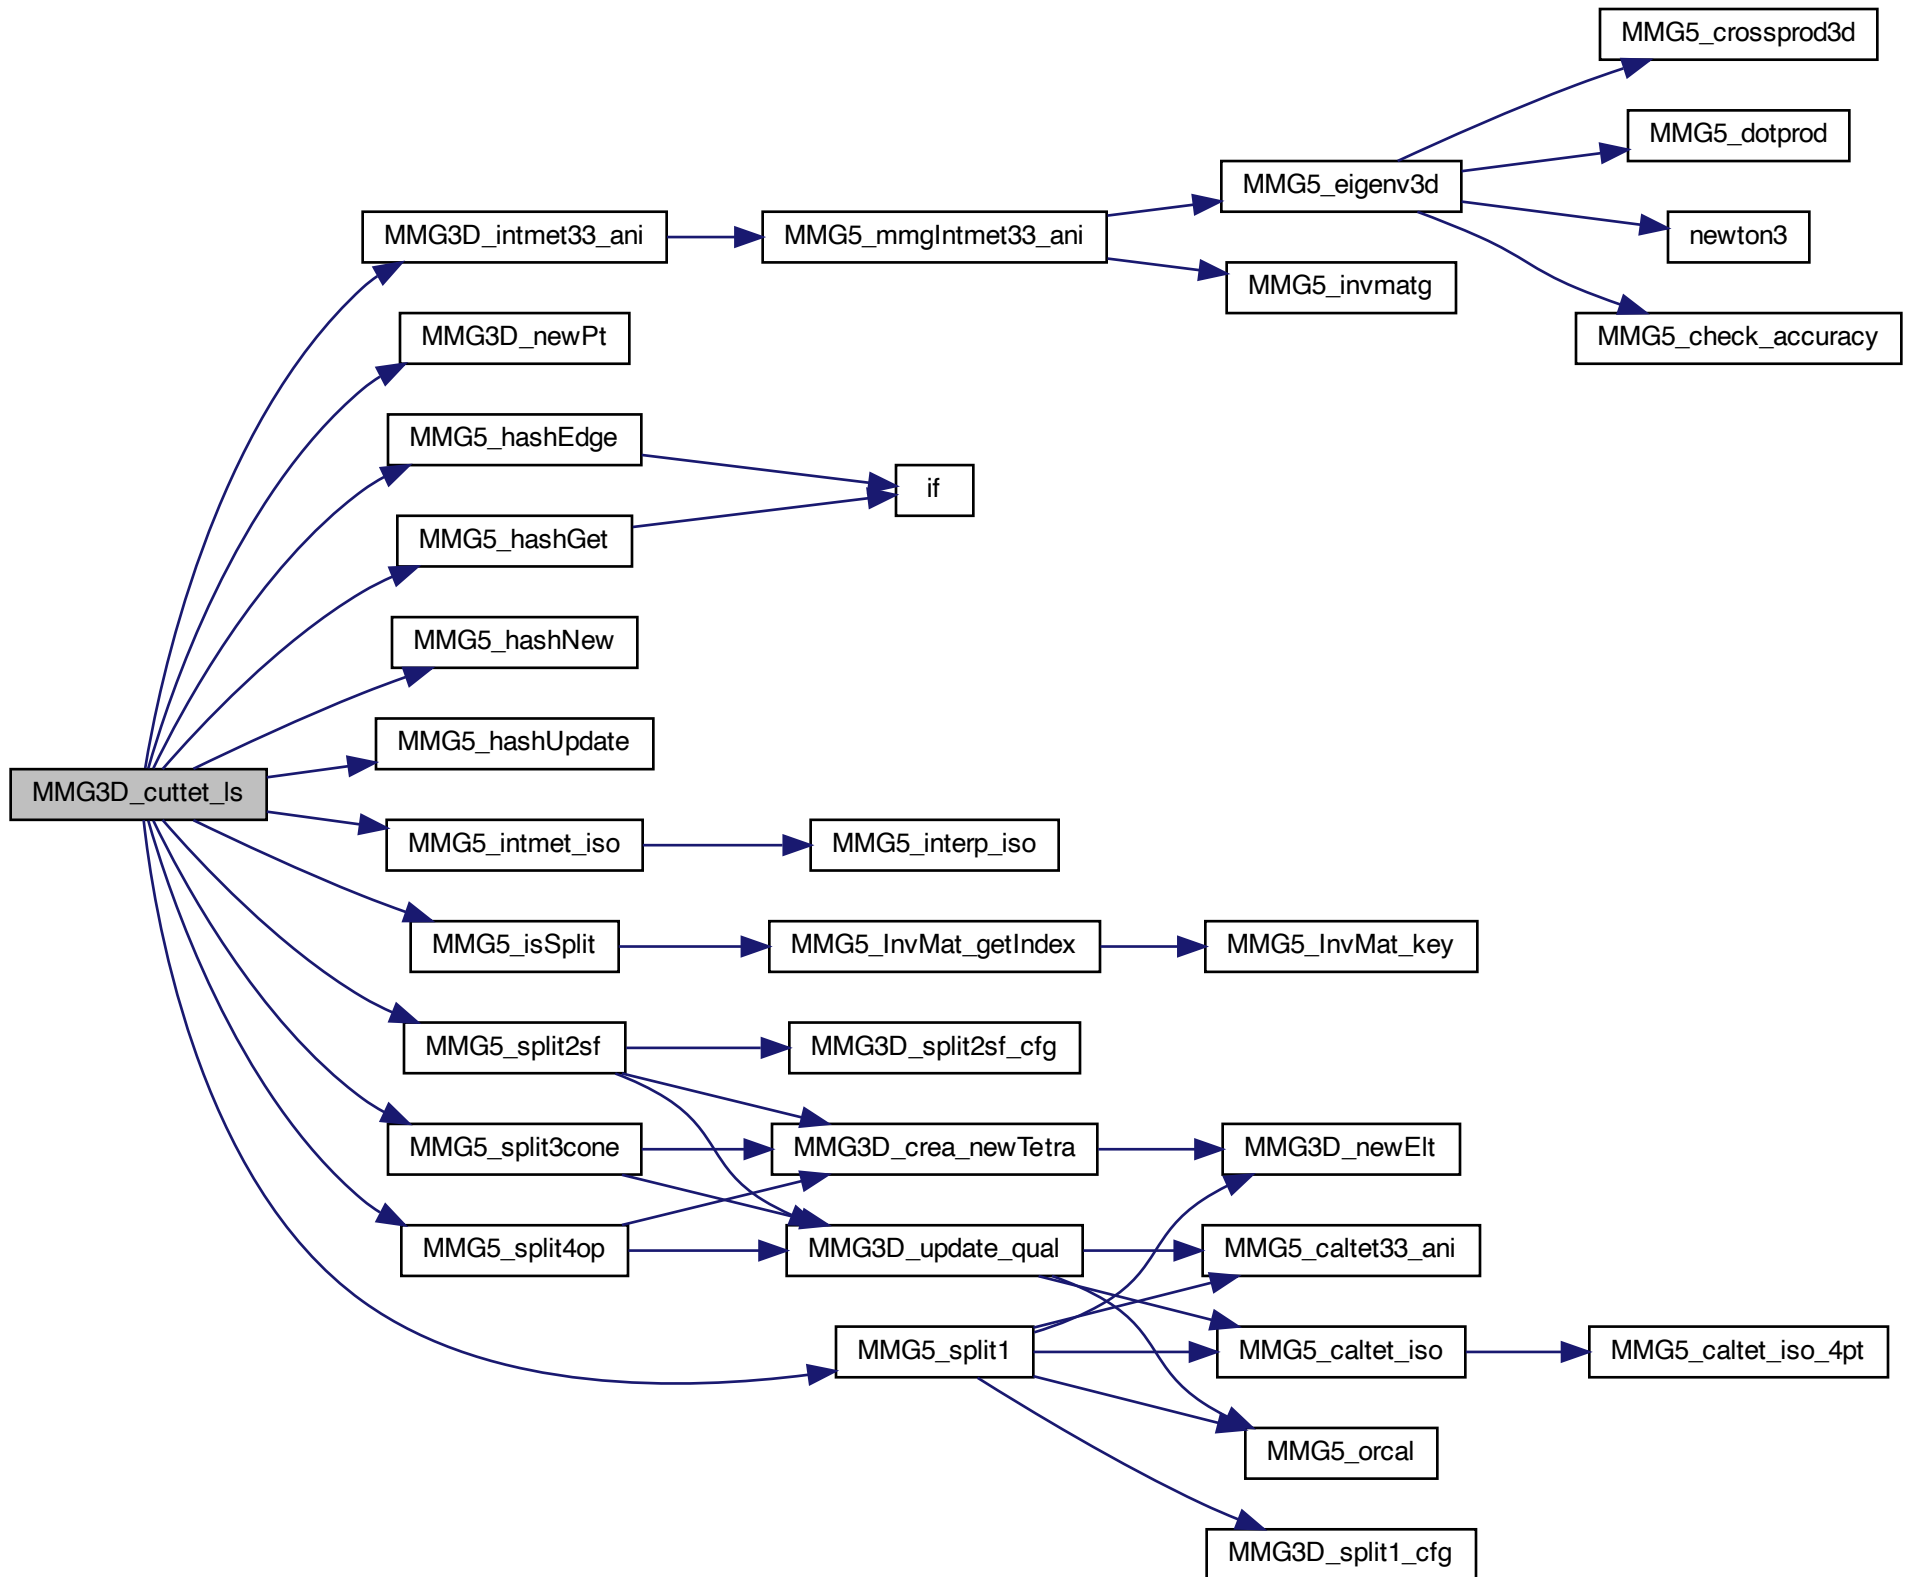 MMG5_crossprod3d
MMG5_dotprod
MMG5_eigenv3d
MMG3D_intmet33_ani
MMG5_mmgIntmet33_ani
newton3
MMG5_invmatg
MMG3D_newPt
MMG5_check_accuracy
MMG5_hashEdge
if
MMG5_hashGet
MMG5_hashNew
MMG5_hashUpdate
MMG3D_cuttet_ls
MMG5_intmet_iso
MMG5_interp_iso
MMG5_isSplit
MMG5_InvMat_getIndex
MMG5_InvMat_key
MMG5_split2sf
MMG3D_split2sf_cfg
MMG5_split3cone
MMG3D_crea_newTetra
MMG3D_newElt
MMG5_split4op
MMG3D_update_qual
MMG5_caltet33_ani
MMG5_split1
MMG5_caltet_iso
MMG5_caltet_iso_4pt
MMG5_orcal
MMG3D_split1_cfg